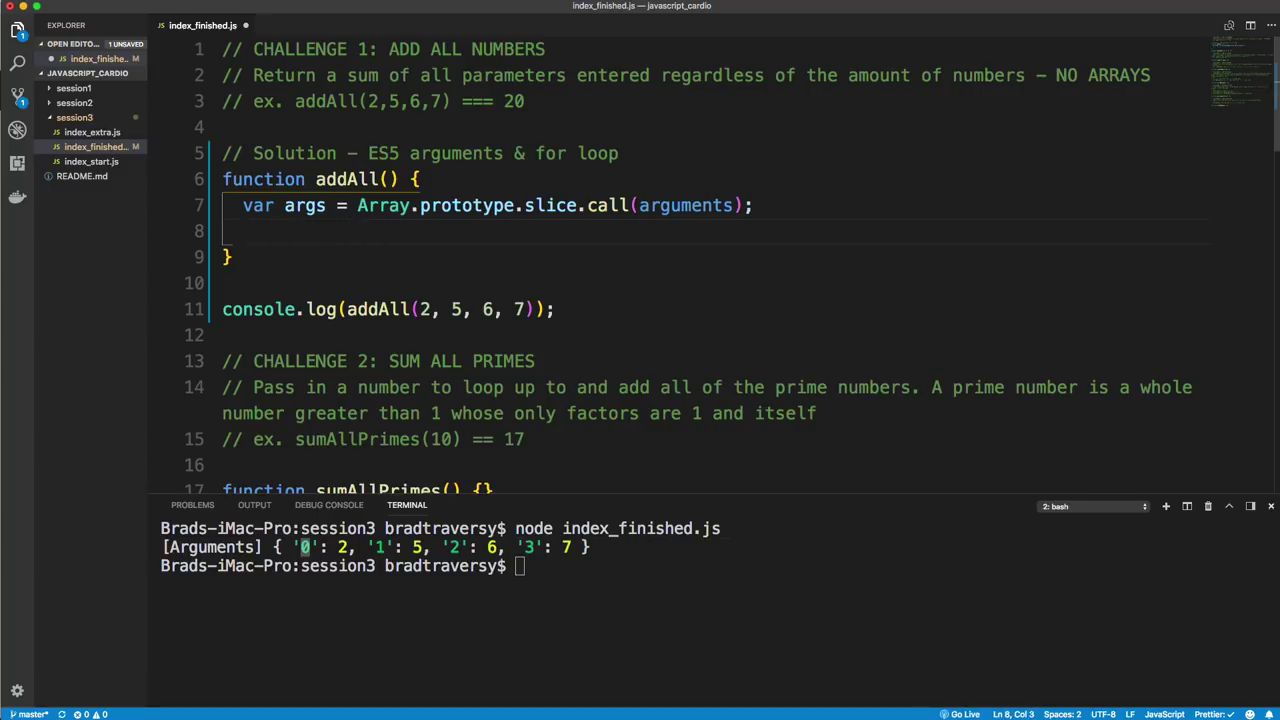 index_finished.js — javascript_cardio
EXPLORER
index_finished.js
OPEN EDITO... 1 UNSAVED
index_finishe... M
JAVASCRIPT_CARDIO
session1
session2
session3
JS index_extra.js
JS index_finished... M
JS index_start.js
README.md
1
1
1 // CHALLENGE 1: ADD ALL NUMBERS
2 // Return a sum of all parameters entered regardless of the amount of numbers - NO ARRAYS
3 // ex. addAll(2,5,6,7) === 20
4
5 // Solution - ES5 arguments & for loop
6 function addAll() {
7 var args = Array.prototype.slice.call(arguments);
8
9 }
10
11 console.log(addAll(2, 5, 6, 7));
12
13 // CHALLENGE 2: SUM ALL PRIMES
14 // Pass in a number to loop up to and add all of the prime numbers. A prime number is a whole
number greater than 1 whose only factors are 1 and itself
15 // ex. sumAllPrimes(10) == 17
16
17 function sumAllPrimes() {}
PROBLEMS OUTPUT DEBUG CONSOLE TERMINAL 2: bash
Brads-iMac-Pro:session3 bradtraversy$ node index_finished.js
[Arguments] { '0': 2, '1': 5, '2': 6, '3': 7 }
Brads-iMac-Pro:session3 bradtraversy$
master* 0 0 Go Live Ln 8, Col 3 Spaces: 2 UTF-8 LF JavaScript Prettier: ✓